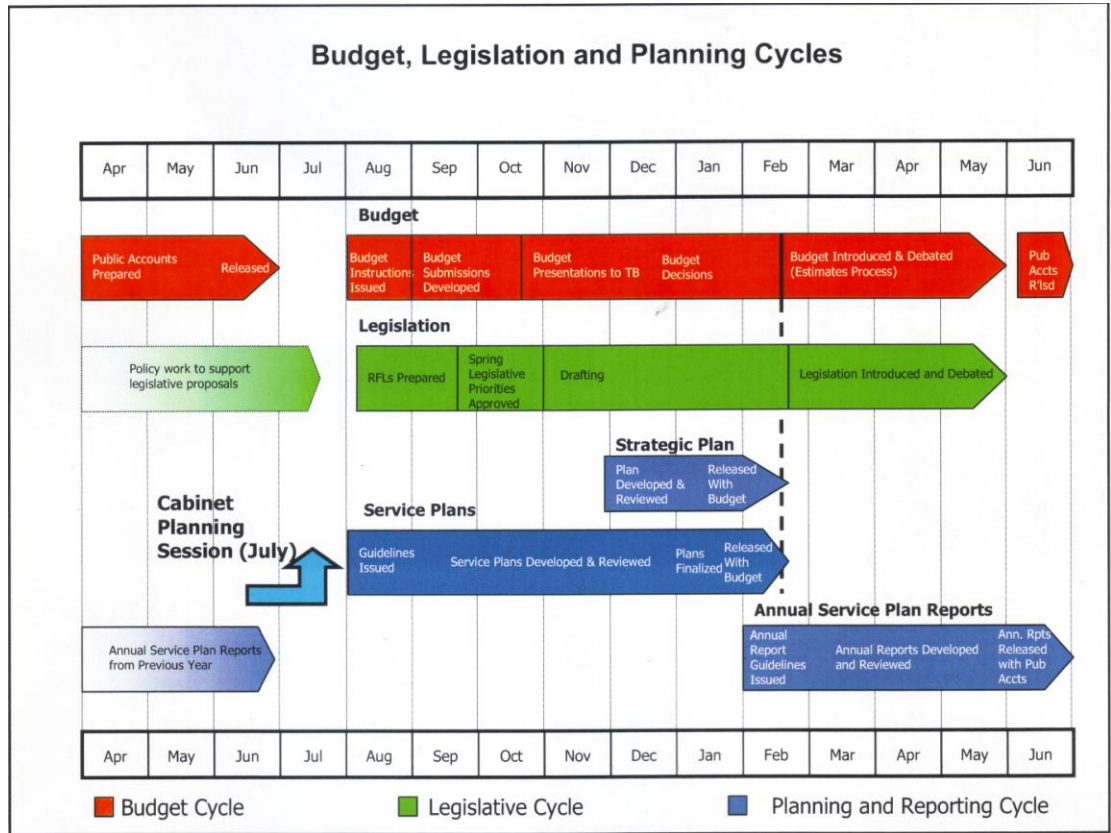 Budget, Legislation and Planning Cycles
Apr May Jun Jul Aug Sep Oct Nov Dec Jan Feb Mar Apr May Jun
Budget
Public Accounts
Prepared
Released
Budget
Instructions
Issued
Budget
Submissions
Developed
Budget
Presentations to TB
Budget
Decisions
Budget Introduced & Debated
(Estimates Process)
Pub
Accts
R'lsd
Legislation
Policy work to support
legislative proposals
RFLs Prepared
Spring
Legislative
Priorities
Approved
Drafting
Legislation Introduced and Debated
Strategic Plan
Plan
Developed &
Reviewed
Released
With
Budget
Cabinet
Planning
Session (July)
Service Plans
Guidelines
Issued
Service Plans Developed & Reviewed
Plans
Finalized
Released
With
Budget
Annual Service Plan Reports
Annual Service Plan Reports
from Previous Year
Annual
Report
Guidelines
Issued
Annual Reports Developed
and Reviewed
Ann. Rpts
Released
with Pub
Accts
Apr May Jun Jul Aug Sep Oct Nov Dec Jan Feb Mar Apr May Jun
Budget Cycle
Legislative Cycle
Planning and Reporting Cycle